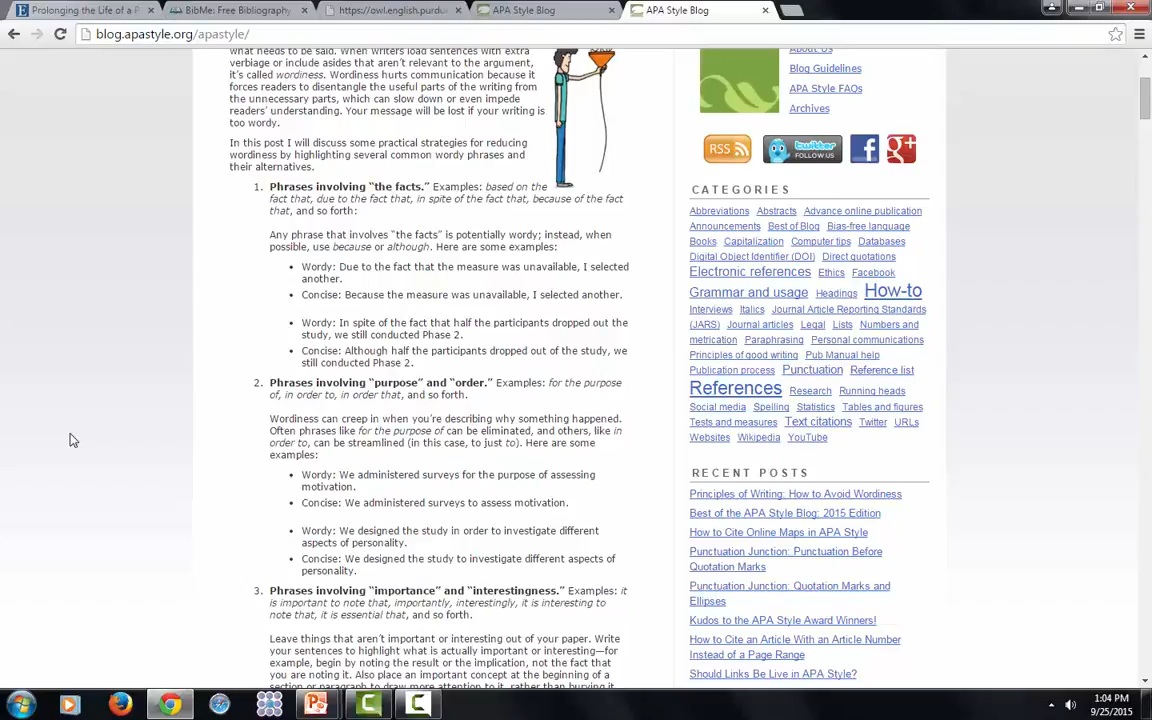 Prolonging the Life of a P
BibMe: Free Bibliography
https://owl.english.purdu
APA Style Blog
APA Style Blog
blog.apastyle.org/apastyle/
what needs to be said. When writers load sentences with extra
verbiage or include asides that aren't relevant to the argument,
it's called wordiness. Wordiness hurts communication because it
forces readers to disentangle the useful parts of the writing from
the unnecessary parts, which can slow down or even impede
readers' understanding. Your message will be lost if your writing is
too wordy.
In this post I will discuss some practical strategies for reducing
wordiness by highlighting several common wordy phrases and
their alternatives.
1. Phrases involving "the facts." Examples: based on the
fact that, due to the fact that, in spite of the fact that, because of the fact
that, and so forth:
Any phrase that involves "the facts" is potentially wordy; instead, when
possible, use because or although. Here are some examples:
• Wordy: Due to the fact that the measure was unavailable, I selected
another.
• Concise: Because the measure was unavailable, I selected another.
• Wordy: In spite of the fact that half the participants dropped out the
study, we still conducted Phase 2.
• Concise: Although half the participants dropped out of the study, we
still conducted Phase 2.
2. Phrases involving "purpose" and "order." Examples: for the purpose
of, in order to, in order that, and so forth.
Wordiness can creep in when you're describing why something happened.
Often phrases like for the purpose of can be eliminated, and others, like in
order to, can be streamlined (in this case, to just to). Here are some
examples:
• Wordy: We administered surveys for the purpose of assessing
motivation.
• Concise: We administered surveys to assess motivation.
• Wordy: We designed the study in order to investigate different
aspects of personality.
• Concise: We designed the study to investigate different aspects of
personality.
3. Phrases involving "importance" and "interestingness." Examples: it
is important to note that, importantly, interestingly, it is interesting to
note that, it is essential that, and so forth.
Leave things that aren't important or interesting out of your paper. Write
your sentences to highlight what is actually important or interesting—for
example, begin by noting the result or the implication, not the fact that
you are noting it. Also place an important concept at the beginning of a
section or paragraph to draw more attention to it, rather than burying it
About Us
Blog Guidelines
APA Style FAQs
Archives
RSS
twitter
FOLLOW US
f
g+
CATEGORIES
Abbreviations Abstracts Advance online publication
Announcements Best of Blog Bias-free language
Books Capitalization Computer tips Databases
Digital Object Identifier (DOI) Direct quotations
Electronic references Ethics Facebook
Grammar and usage Headings How-to
Interviews Italics Journal Article Reporting Standards
(JARS) Journal articles Legal Lists Numbers and
metrication Paraphrasing Personal communications
Principles of good writing Pub Manual help
Publication process Punctuation Reference list
References Research Running heads
Social media Spelling Statistics Tables and figures
Tests and measures Text citations Twitter URLs
Websites Wikipedia YouTube
RECENT POSTS
Principles of Writing: How to Avoid Wordiness
Best of the APA Style Blog: 2015 Edition
How to Cite Online Maps in APA Style
Punctuation Junction: Punctuation Before
Quotation Marks
Punctuation Junction: Quotation Marks and
Ellipses
Kudos to the APA Style Award Winners!
How to Cite an Article With an Article Number
Instead of a Page Range
Should Links Be Live in APA Style?
1:04 PM
9/25/2015